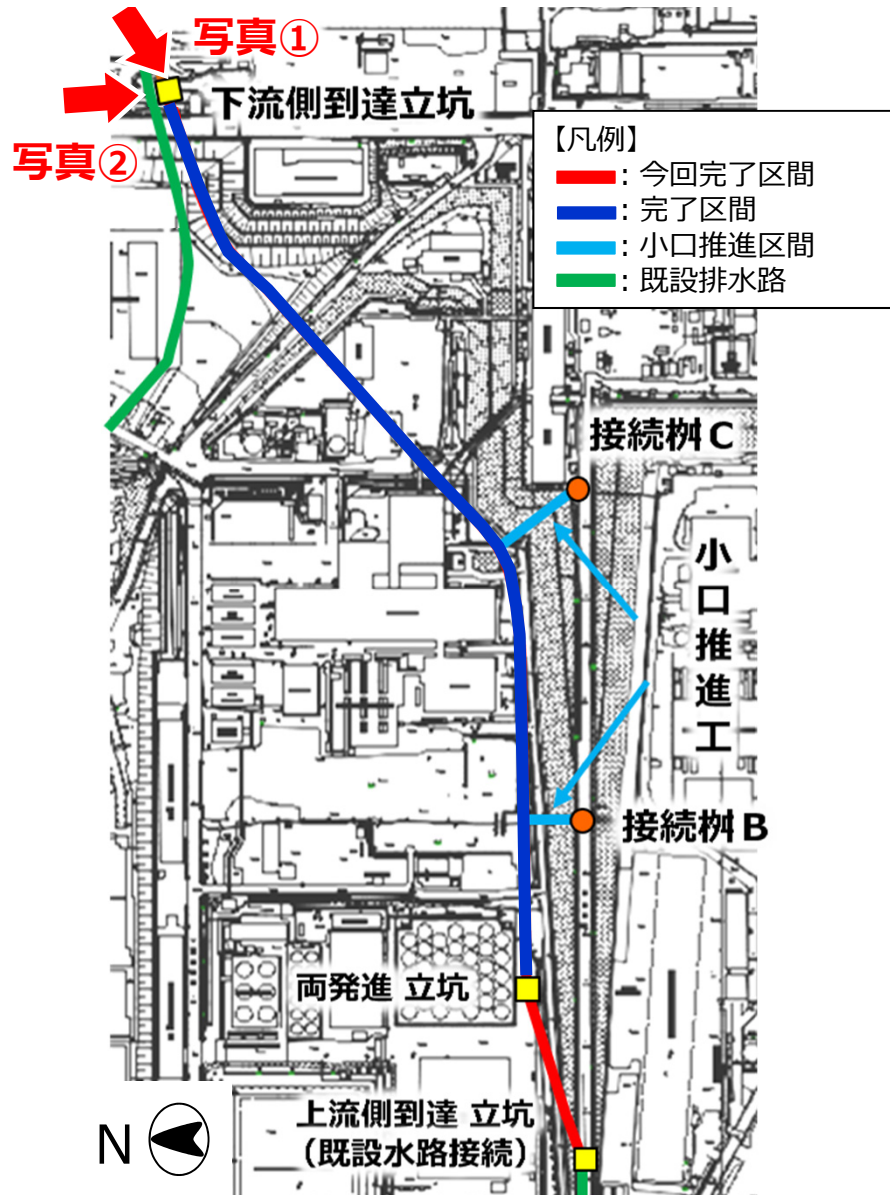 写真①
下流側到達立坑
写真②
【凡例】
：今回完了区間
：完了区間
：小口推進区間
：既設排水路
接続桝C
小口推進工
接続桝B
両発進 立坑
上流側到達 立坑
（既設水路接続）
N